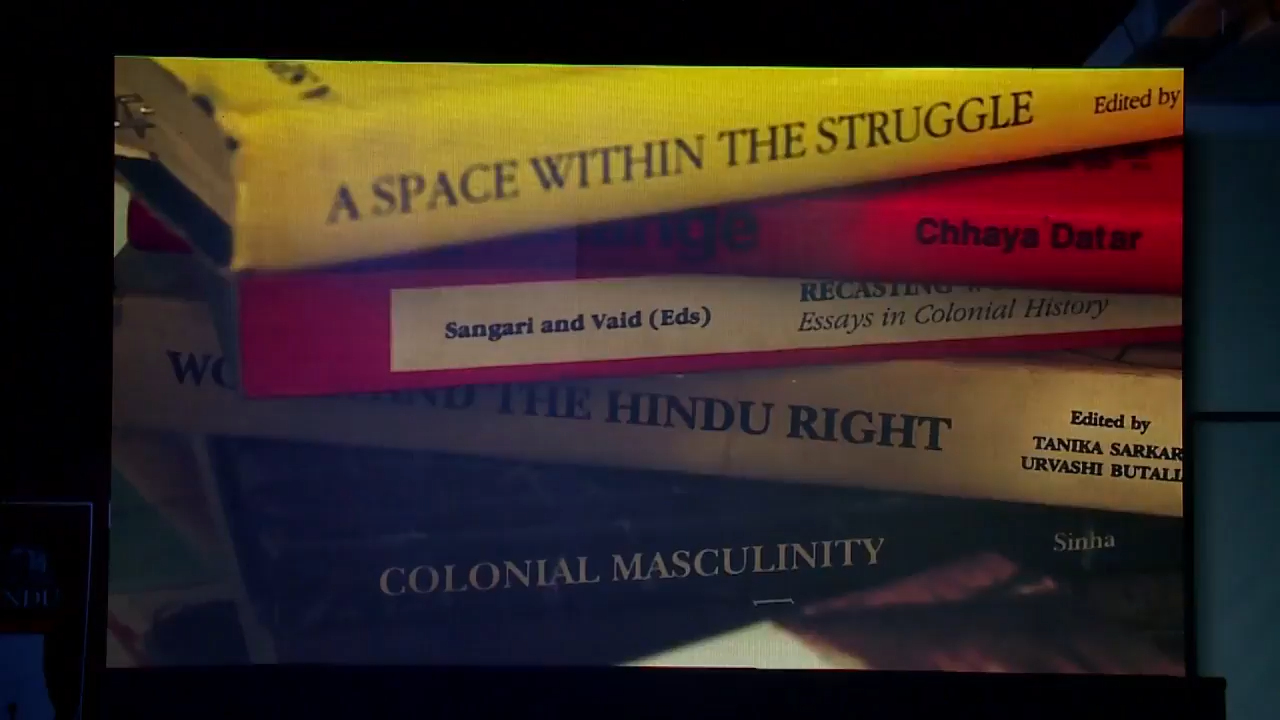 A SPACE WITHIN THE STRUGGLE
Edited by
Chhaya Datar
Sangari and Vaid (Eds)
RECASTING
Essays in Colonial History
AND THE HINDU RIGHT
Edited by
TANIKA SARKAR
URVASHI BUTALI
COLONIAL MASCULINITY
Sinha